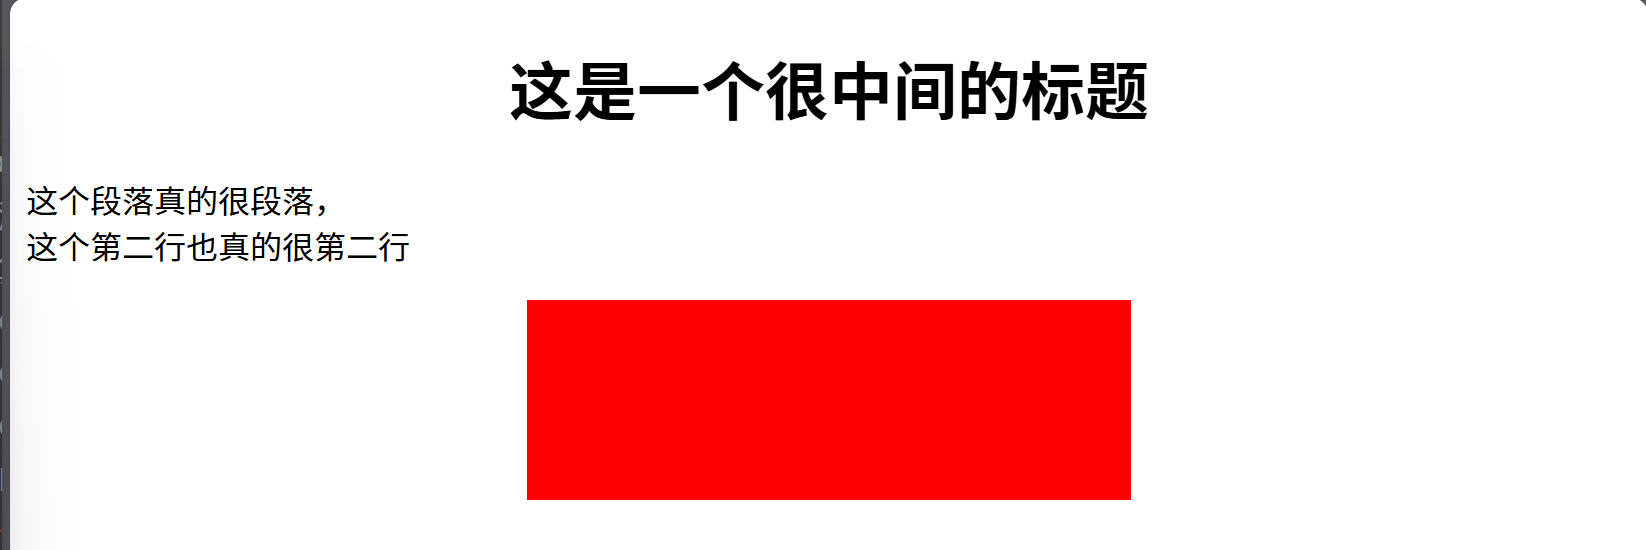 这是一个很中间的标题
这个段落真的很段落，
这个第二行也真的很第二行